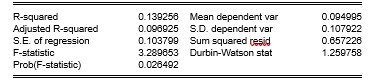 R-squared 0.139256 Mean dependent var 0.094995
Adjusted R-squared 0.096925 S.D. dependent var 0.107922
S.E. of regression 0.103799 Sum squared resid 0.657226
F-statistic 3.289653 Durbin-Watson stat 1.259758
Prob(F-statistic) 0.026492